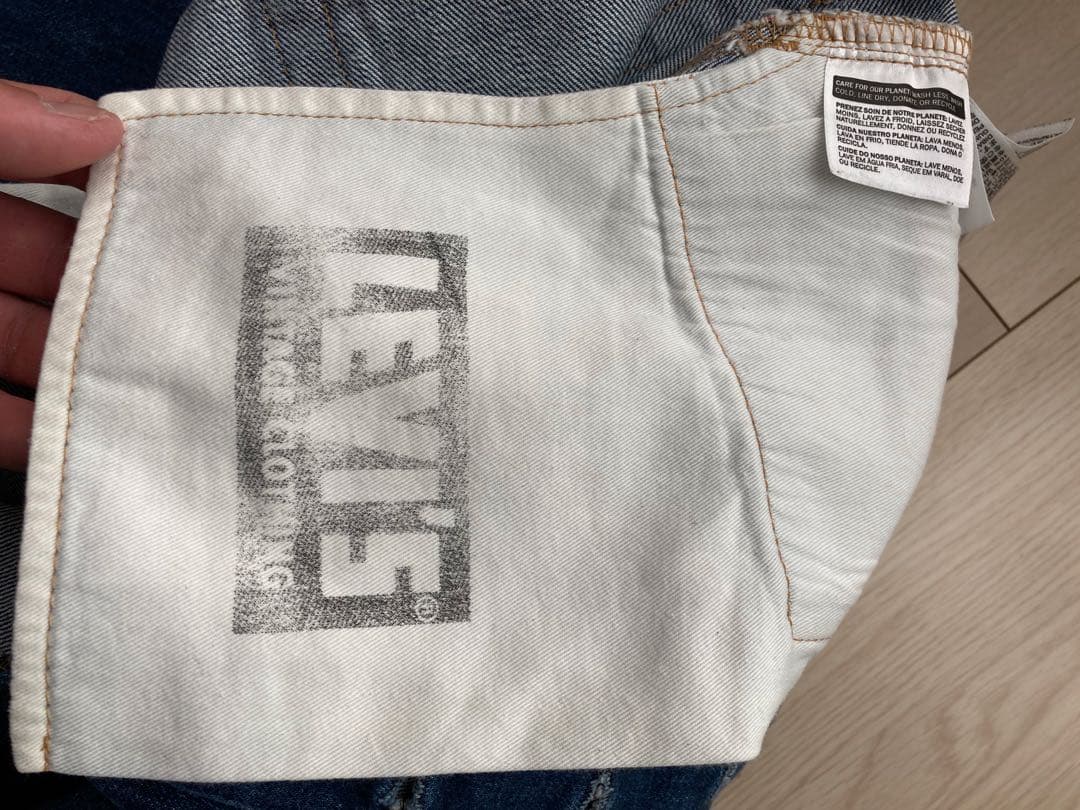 LEVI'S®
VINTAGE CLOTHING
CARE FOR OUR PLANET: WASH LESS, WASH
COLD, LINE DRY, DONATE OR RECYCLE.
PRENEZ SOIN DE NOTRE PLANETE: LAVEZ
MOINS, LAVEZ A FROID, LAISSEZ SECHER
NATURELLEMENT, DONNEZ OU RECYCLEZ
CUIDA NUESTRO PLANETA: LAVA MENOS,
LAVA EN FRIO, TIENDE LA ROPA, DONA O
RECICLA.
CUIDE DO NOSSO PLANETA: LAVE MENOS,
LAVE EM ÁGUA FRIA, SEQUE EM VARAL, DOE
OU RECICLE.